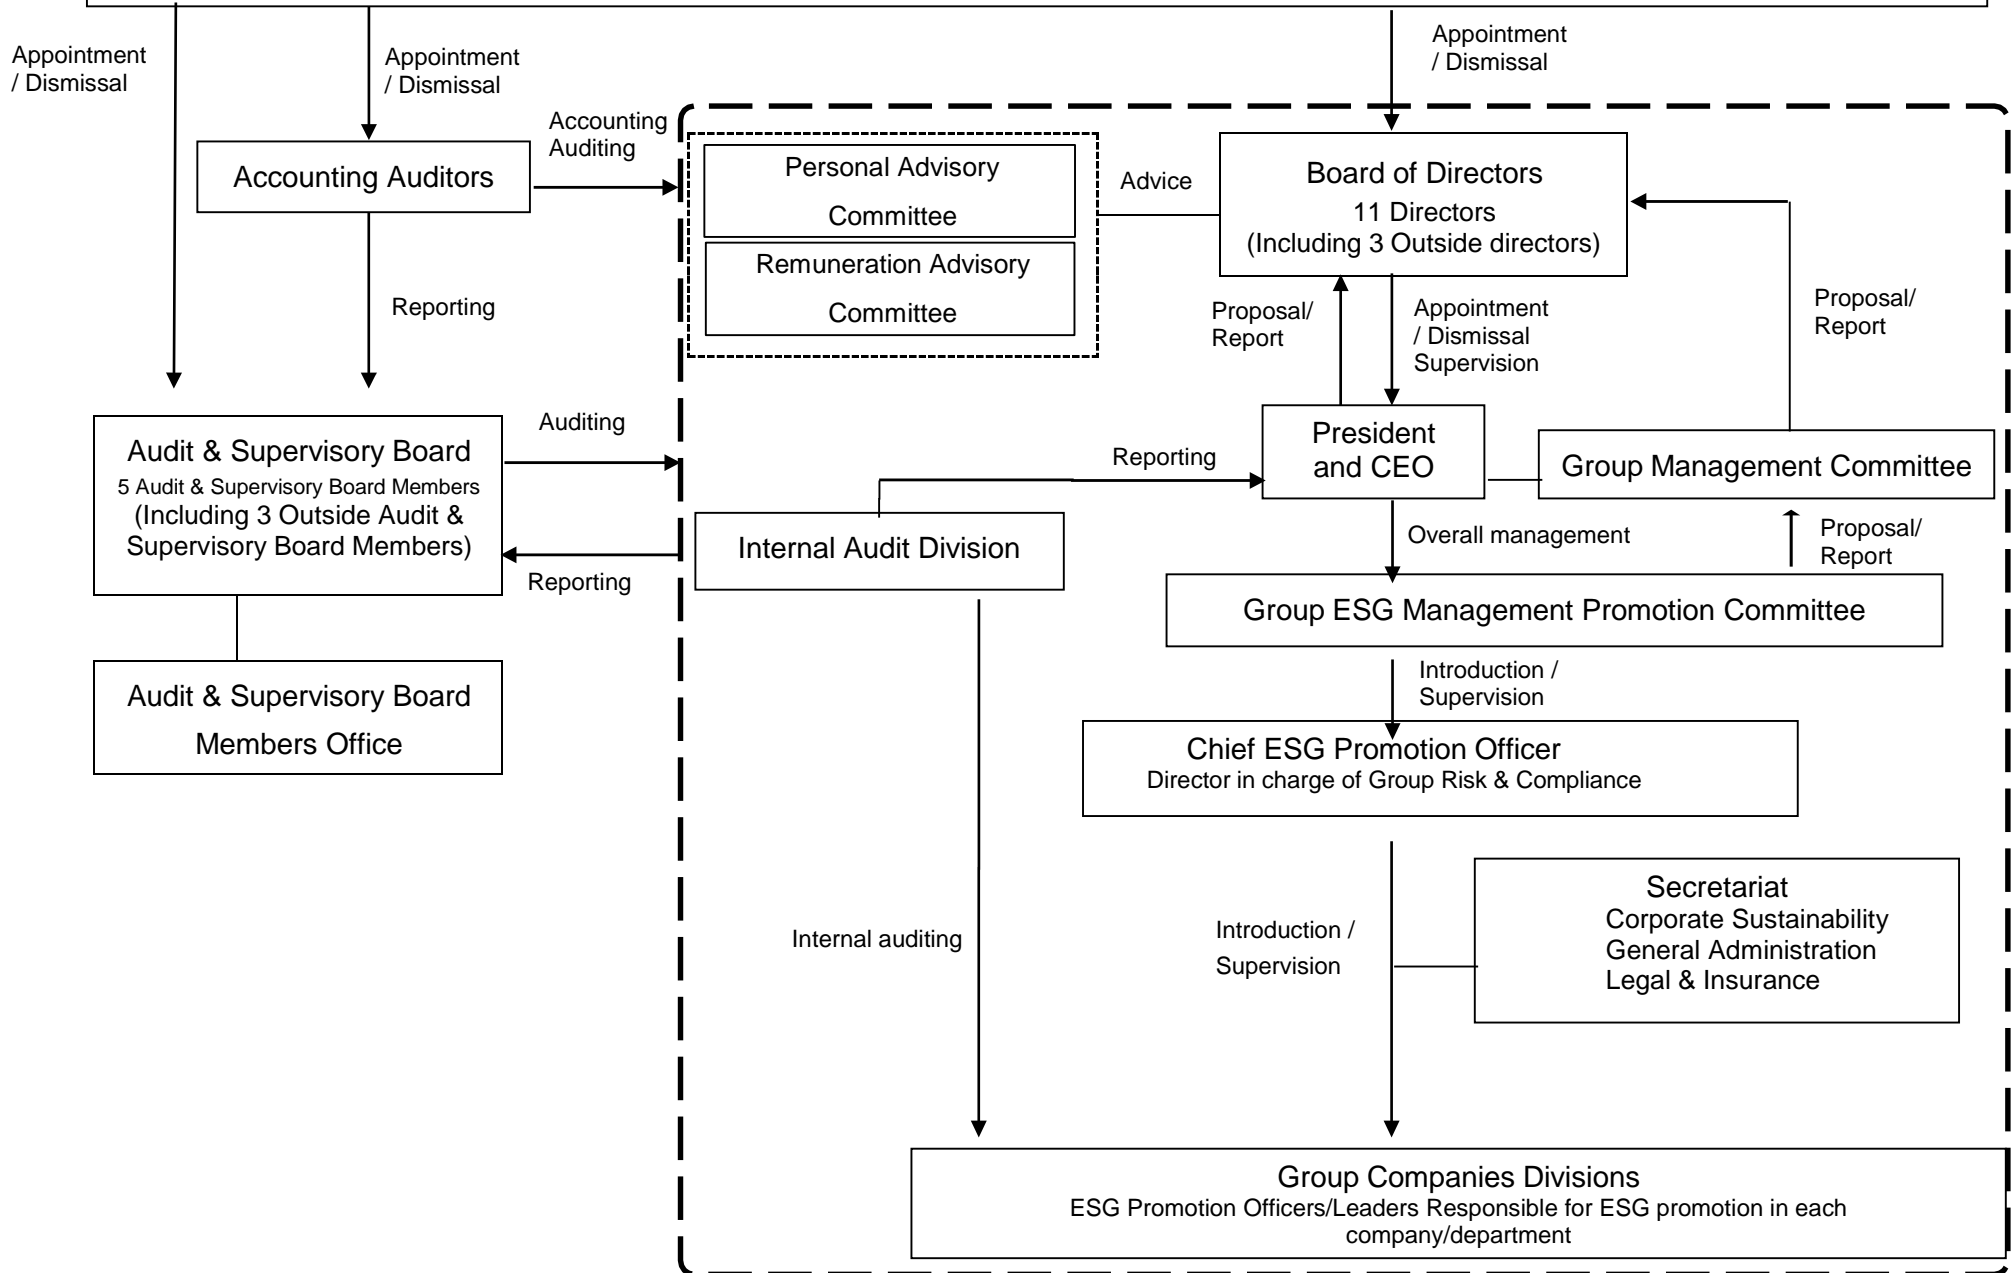 Appointment
/ Dismissal
Appointment
/ Dismissal
Appointment
/ Dismissal
Accounting Auditors
Accounting
Auditing
Personal Advisory
Committee
Remuneration Advisory
Committee
Advice
Board of Directors
11 Directors
(Including 3 Outside directors)
Reporting
Proposal/
Report
Appointment
/ Dismissal
Supervision
Proposal/
Report
Audit & Supervisory Board
5 Audit & Supervisory Board Members
(Including 3 Outside Audit &
Supervisory Board Members)
Auditing
Reporting
Reporting
President
and CEO
Group Management Committee
Internal Audit Division
Overall management
Proposal/
Report
Group ESG Management Promotion Committee
Audit & Supervisory Board
Members Office
Introduction /
Supervision
Chief ESG Promotion Officer
Director in charge of Group Risk & Compliance
Internal auditing
Introduction /
Supervision
Secretariat
Corporate Sustainability
General Administration
Legal & Insurance
Group Companies Divisions
ESG Promotion Officers/Leaders Responsible for ESG promotion in each
company/department